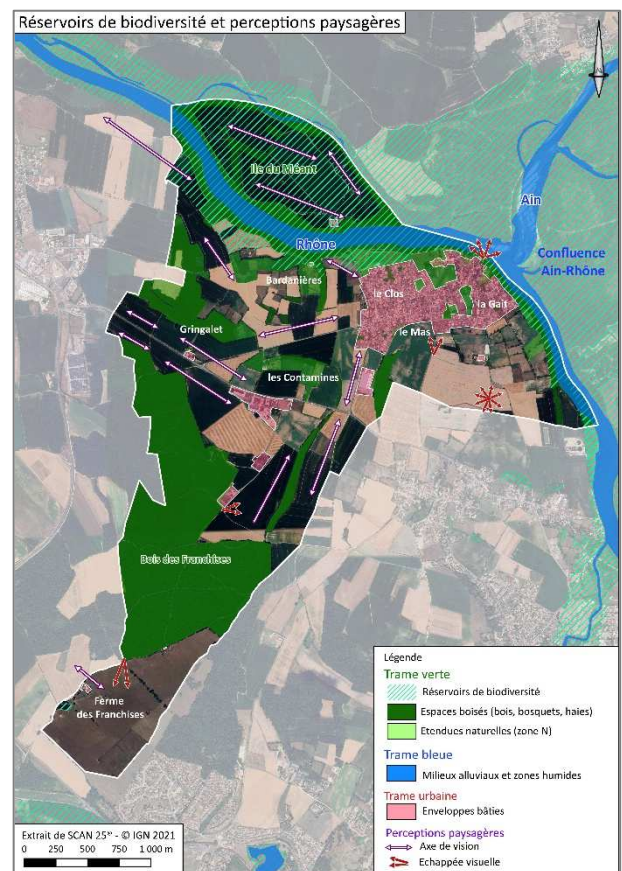 Réservoirs de biodiversité et perceptions paysagères
Ile du Méant
Ain
Rhône
Confluence
Ain-Rhône
Bardanières
le Clos
la Gait
Gringalet
le Mas
les Contamines
Bois des Franchises
Ferme
des Franchises
Légende
Trame verte
Réservoirs de biodiversité
Espaces boisés (bois, bosquets, haies)
Etendues naturelles (zone N)
Trame bleue
Milieux alluviaux et zones humides
Trame urbaine
Enveloppes bâties
Perceptions paysagères
Axe de vision
Echappée visuelle
Extrait de SCAN 25 - © IGN 2021
0 250 500 750 1 000 m